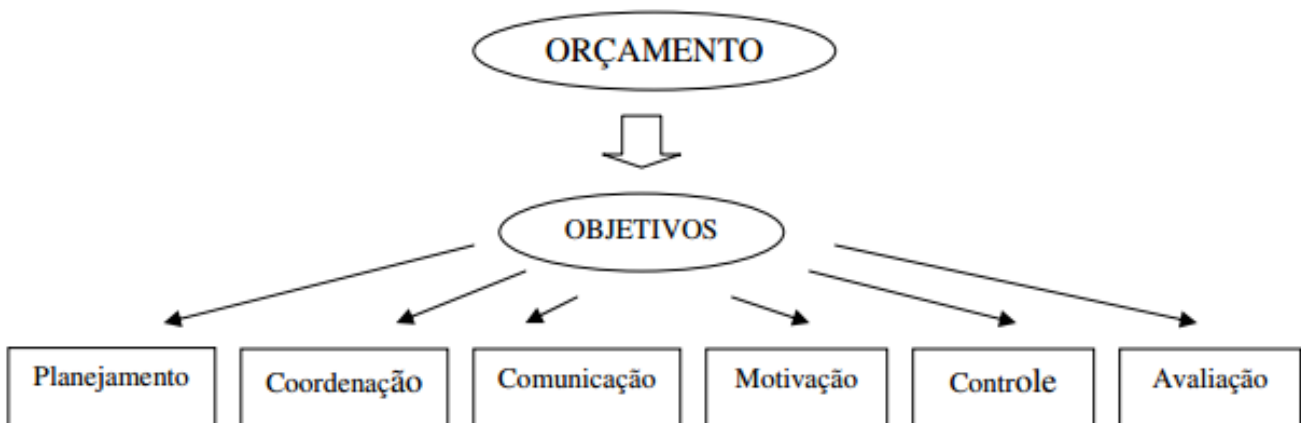 ORÇAMENTO
OBJETIVOS
Planejamento
Coordenação
Comunicação
Motivação
Controle
Avaliação